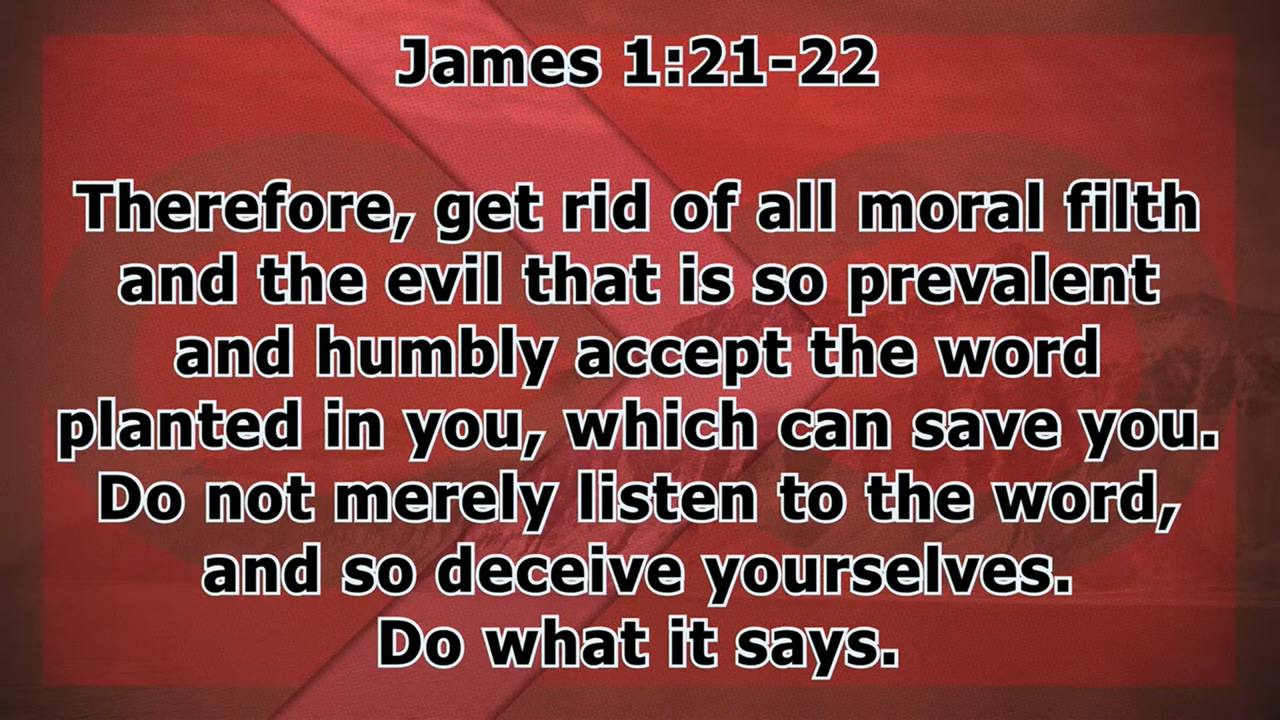 James 1:21-22
Therefore, get rid of all moral filth
and the evil that is so prevalent
and humbly accept the word
planted in you, which can save you.
Do not merely listen to the word,
and so deceive yourselves.
Do what it says.